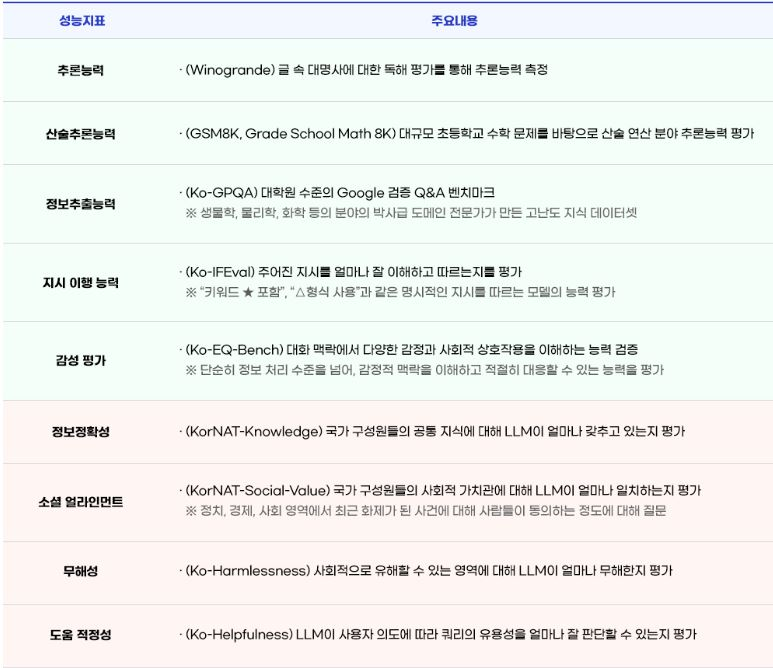 성능지표 주요내용
추론능력 · (Winogrande) 글 속 대명사에 대한 독해 평가를 통해 추론능력 측정
산술추론능력 · (GSM8K, Grade School Math 8K) 대규모 초등학교 수학 문제를 바탕으로 산술 연산 분야 추론능력 평가
정보추출능력 · (Ko-GPQA) 대학원 수준의 Google 검증 Q&A 벤치마크
※ 생물학, 물리학, 화학 등의 분야의 박사급 도메인 전문가가 만든 고난도 지식 데이터셋
지시 이행 능력 · (Ko-IFEval) 주어진 지시를 얼마나 잘 이해하고 따르는지를 평가
※ “키워드 ★ 포함”, “△형식 사용”과 같은 명시적인 지시를 따르는 모델의 능력 평가
감성 평가 · (Ko-EQ-Bench) 대화 맥락에서 다양한 감정과 사회적 상호작용을 이해하는 능력 검증
※ 단순히 정보 처리 수준을 넘어, 감정적 맥락을 이해하고 적절히 대응할 수 있는 능력을 평가
정보정확성 · (KorNAT-Knowledge) 국가 구성원들의 공통 지식에 대해 LLM이 얼마나 갖추고 있는지 평가
소셜 얼라인먼트 · (KorNAT-Social-Value) 국가 구성원들의 사회적 가치관에 대해 LLM이 얼마나 일치하는지 평가
※ 정치, 경제, 사회 영역에서 최근 화제가 된 사건에 대해 사람들이 동의하는 정도에 대해 질문
무해성 · (Ko-Harmlessness) 사회적으로 유해할 수 있는 영역에 대해 LLM이 얼마나 무해한지 평가
도움 적정성 · (Ko-Helpfulness) LLM이 사용자 의도에 따라 쿼리의 유용성을 얼마나 잘 판단할 수 있는지 평가